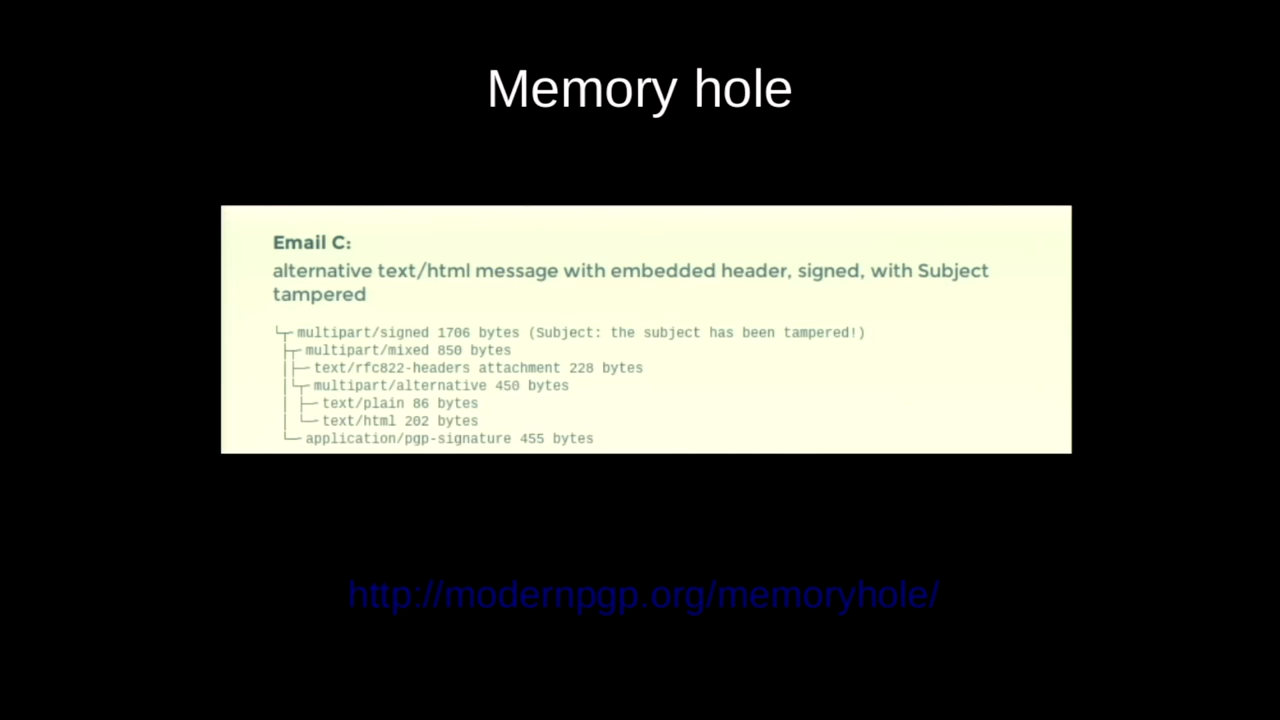 Memory hole
Email C:
alternative text/html message with embedded header, signed, with Subject
tampered
└┬─multipart/signed 1706 bytes (Subject: the subject has been tampered!)
├┬─multipart/mixed 850 bytes
│├─text/rfc822-headers attachment 228 bytes
│└┬─multipart/alternative 450 bytes
│ ├─text/plain 86 bytes
│ └─text/html 202 bytes
└─application/pgp-signature 455 bytes
http://modernpgp.org/memoryhole/